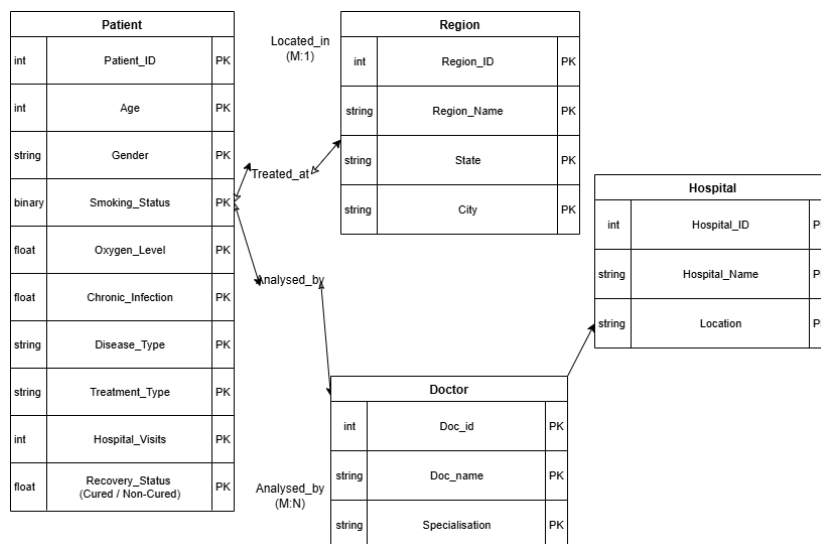 Patient
int Patient_ID PK
int Age PK
string Gender PK
binary Smoking_Status PK
float Oxygen_Level PK
float Chronic_Infection PK
string Disease_Type PK
string Treatment_Type PK
int Hospital_Visits PK
float Recovery_Status PK
(Cured / Non-Cured)
Located_in
(M:1)
Treated_at
Analysed_by
Analysed_by
(M:N)
Region
int Region_ID PK
string Region_Name PK
string State PK
string City PK
Doctor
int Doc_id PK
string Doc_name PK
string Specialisation PK
Hospital
int Hospital_ID
string Hospital_Name
string Location